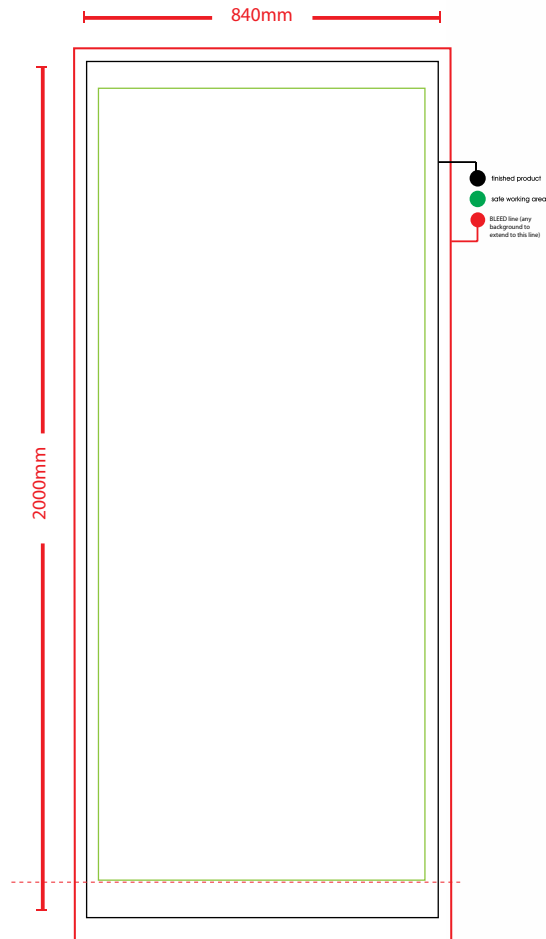 840mm
finished product
safe working area
BLEED line (any
background to
extend to this line)
2000mm